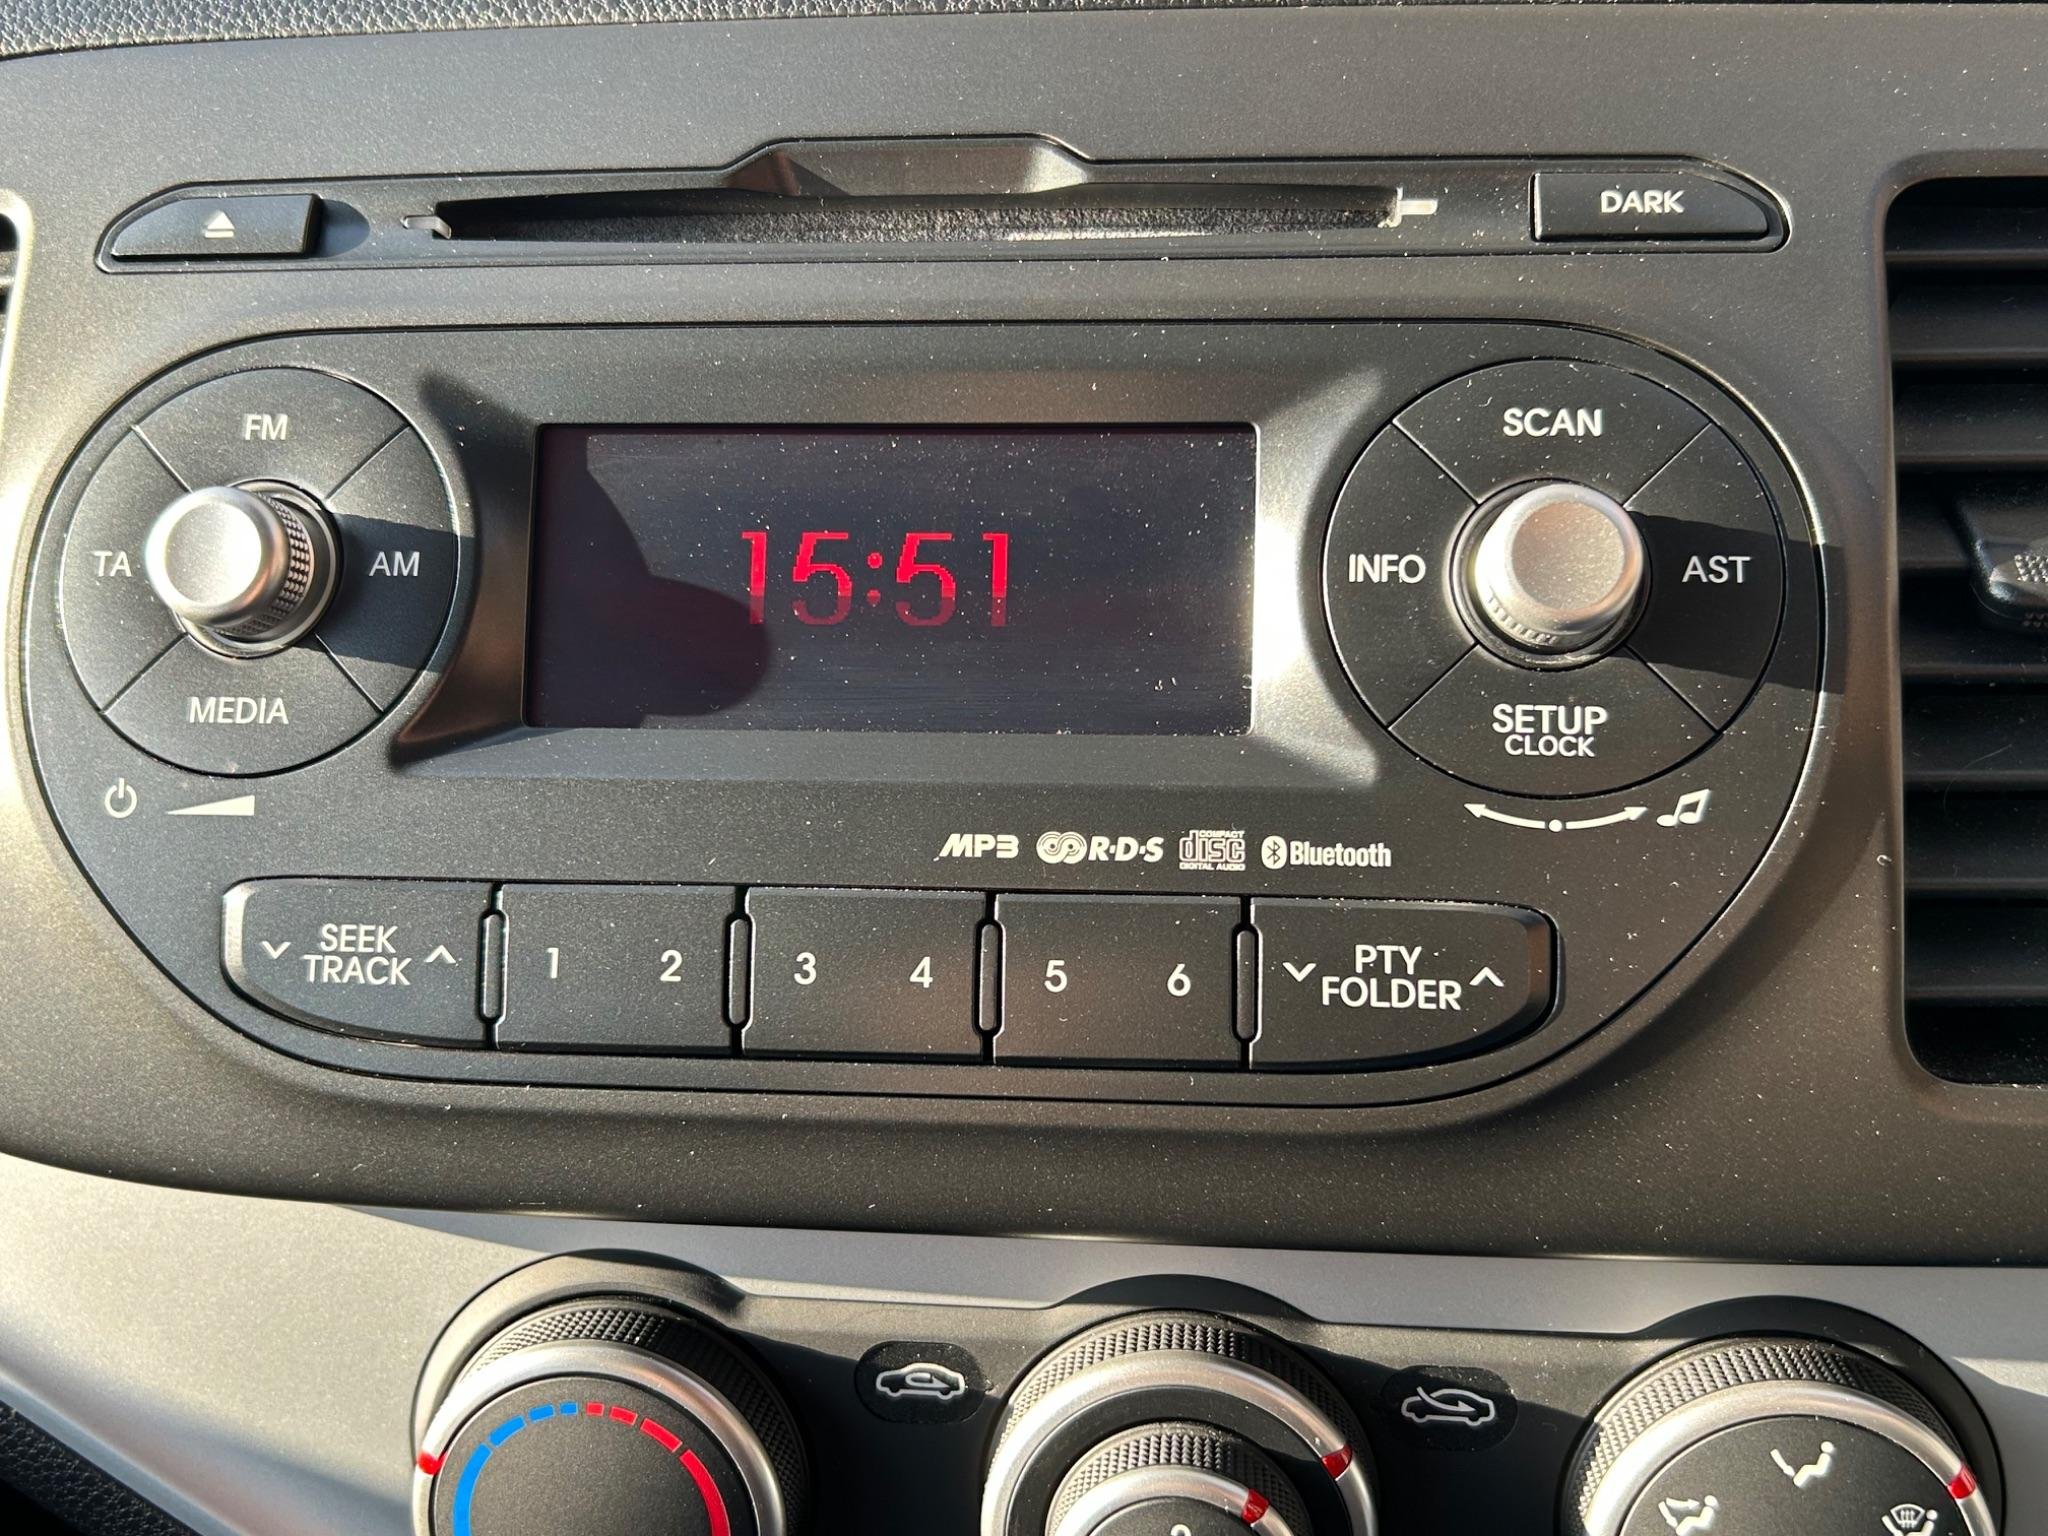 DARK
FM
TA
AM
MEDIA
15:51
SCAN
INFO
AST
SETUP
CLOCK
MP3 R·D·S COMPACT disc DIGITAL AUDIO Bluetooth
SEEK
TRACK
1 2 3 4 5 6
PTY
FOLDER